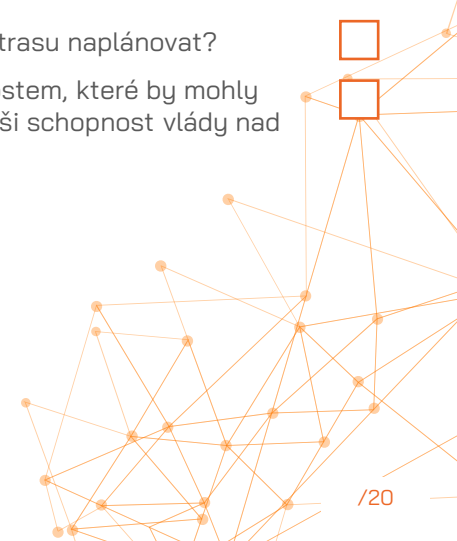 trasu naplánovat?
stem, které by mohly
ši schopnost vlády nad
/20